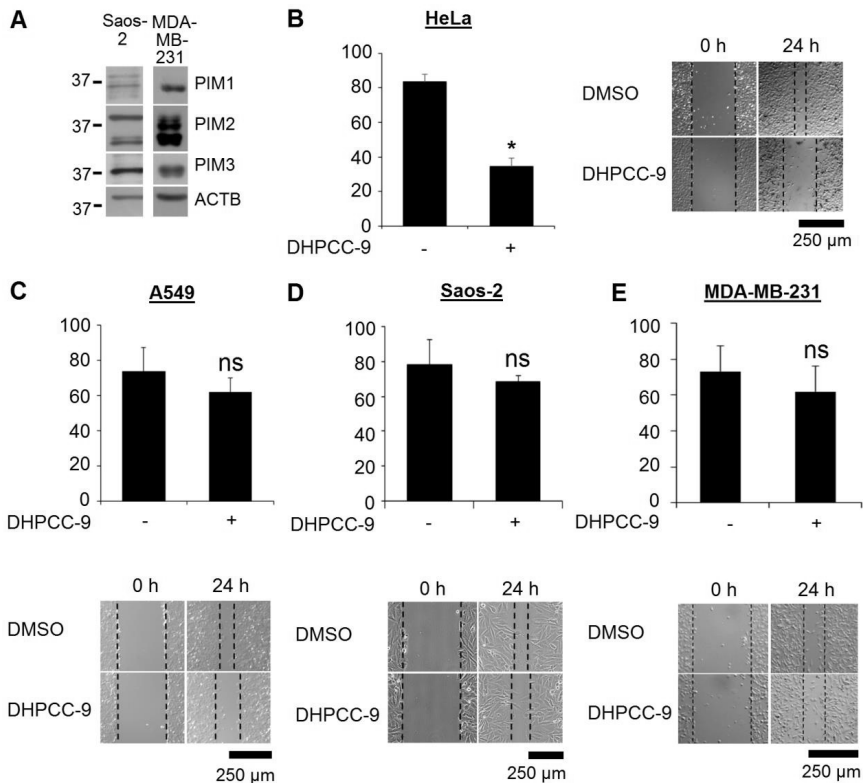 A
Saos-
2
MDA-
MB-
231
37
PIM1
37
PIM2
37
PIM3
37
ACTB
B
HeLa
100
80
60
40
20
0
*
DHPCC-9
-
+
0 h
24 h
DMSO
DHPCC-9
250 µm
C
A549
100
80
60
40
20
0
ns
DHPCC-9
-
+
0 h
24 h
DMSO
DHPCC-9
250 µm
D
Saos-2
100
80
60
40
20
0
ns
DHPCC-9
-
+
0 h
24 h
DMSO
DHPCC-9
250 µm
E
MDA-MB-231
100
80
60
40
20
0
ns
DHPCC-9
-
+
0 h
24 h
DMSO
DHPCC-9
250 µm